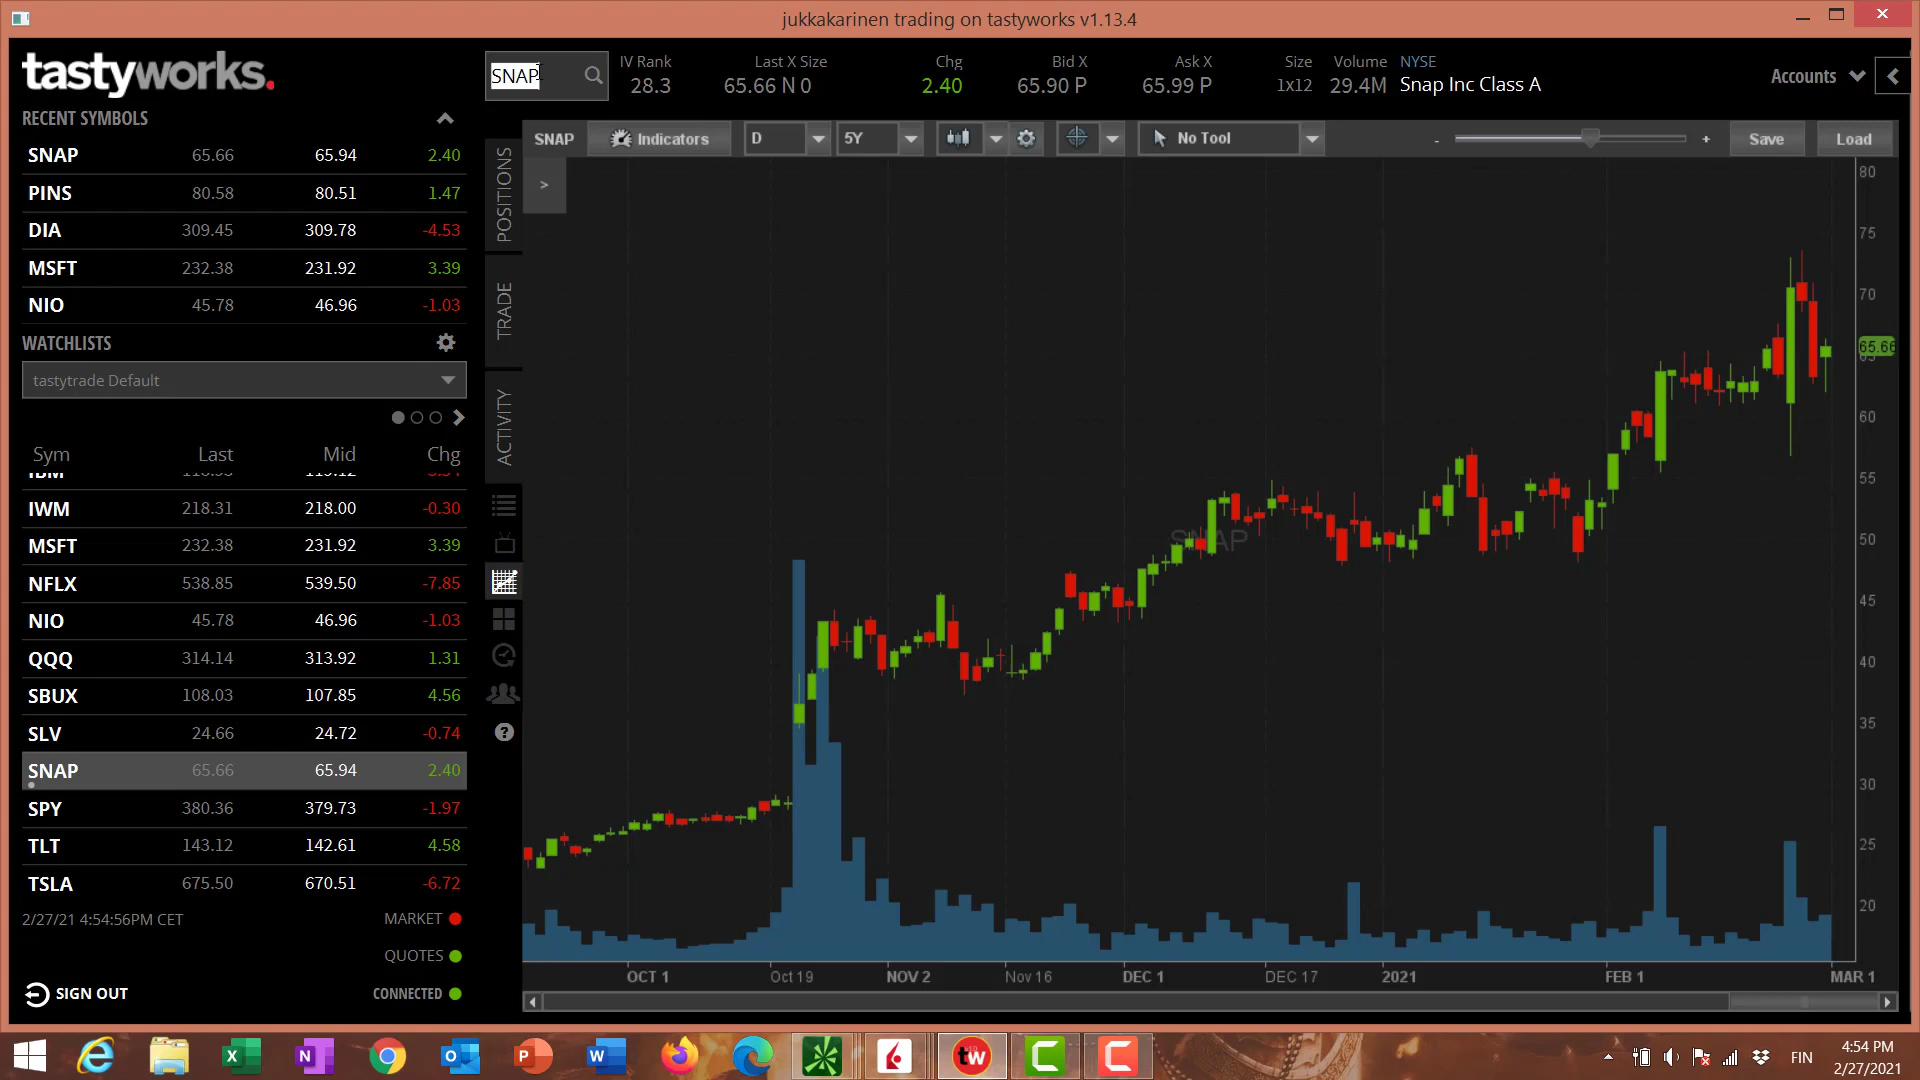 jukkakarinen trading on tastyworks v1.13.4
tastyworks.
SNAP
IV Rank
28.3
Last X Size
65.66 N 0
Chg
2.40
Bid X
65.90 P
Ask X
65.99 P
Size
1x12
Volume
29.4M
NYSE
Snap Inc Class A
Accounts
RECENT SYMBOLS
SNAP 65.66 65.94 2.40
PINS 80.58 80.51 1.47
DIA 309.45 309.78 -4.53
MSFT 232.38 231.92 3.39
NIO 45.78 46.96 -1.03
WATCHLISTS
tastytrade Default
Sym Last Mid Chg
IWM 218.31 218.00 -0.30
MSFT 232.38 231.92 3.39
NFLX 538.85 539.50 -7.85
NIO 45.78 46.96 -1.03
QQQ 314.14 313.92 1.31
SBUX 108.03 107.85 4.56
SLV 24.66 24.72 -0.74
SNAP 65.66 65.94 2.40
SPY 380.36 379.73 -1.97
TLT 143.12 142.61 4.58
TSLA 675.50 670.51 -6.72
2/27/21 4:54:56PM CET
MARKET
QUOTES
SIGN OUT
CONNECTED
POSITIONS
TRADE
ACTIVITY
SNAP
Indicators
D
5Y
No Tool
-
+
Save
Load
>
SNAP
80
75
70
65.66
60
55
50
45
40
35
30
25
20
OCT 1
Oct 19
NOV 2
Nov 16
DEC 1
DEC 17
2021
FEB 1
MAR 1
FIN
4:54 PM
2/27/2021